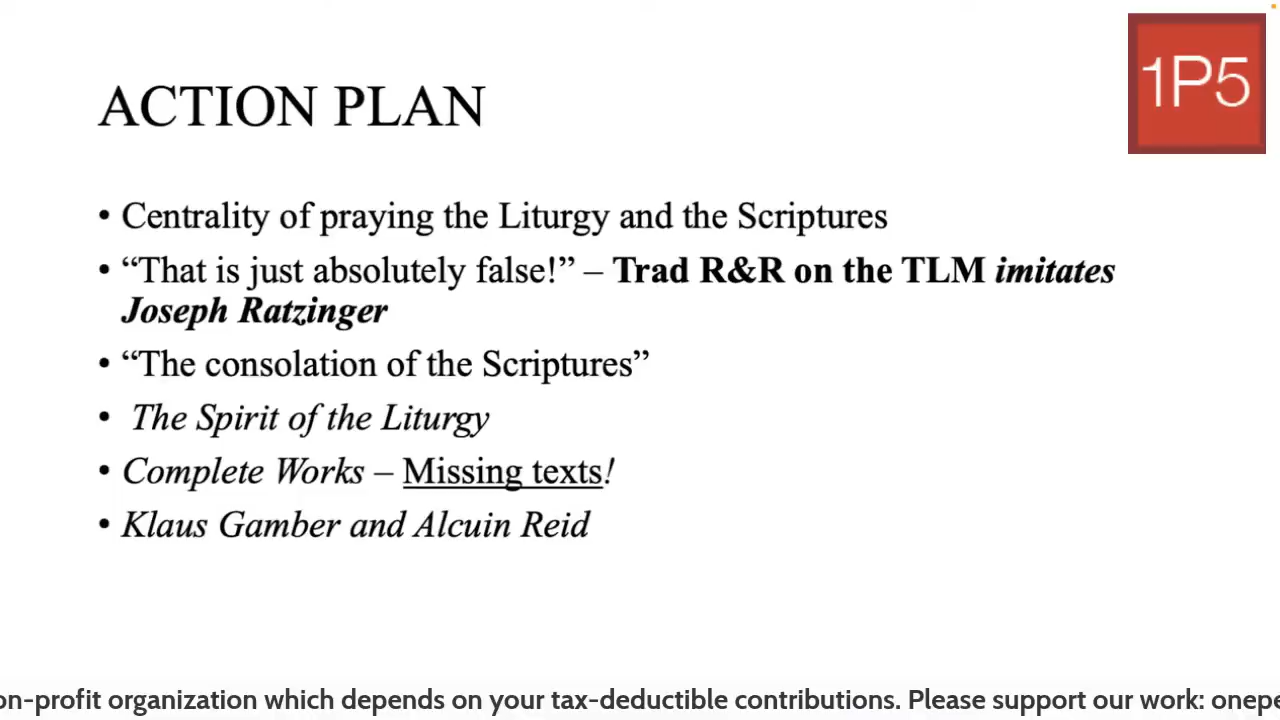 1P5
ACTION PLAN
• Centrality of praying the Liturgy and the Scriptures
• “That is just absolutely false!” – Trad R&R on the TLM imitates
Joseph Ratzinger
• “The consolation of the Scriptures”
• The Spirit of the Liturgy
• Complete Works – Missing texts!
• Klaus Gamber and Alcuin Reid
on-profit organization which depends on your tax-deductible contributions. Please support our work: onepe